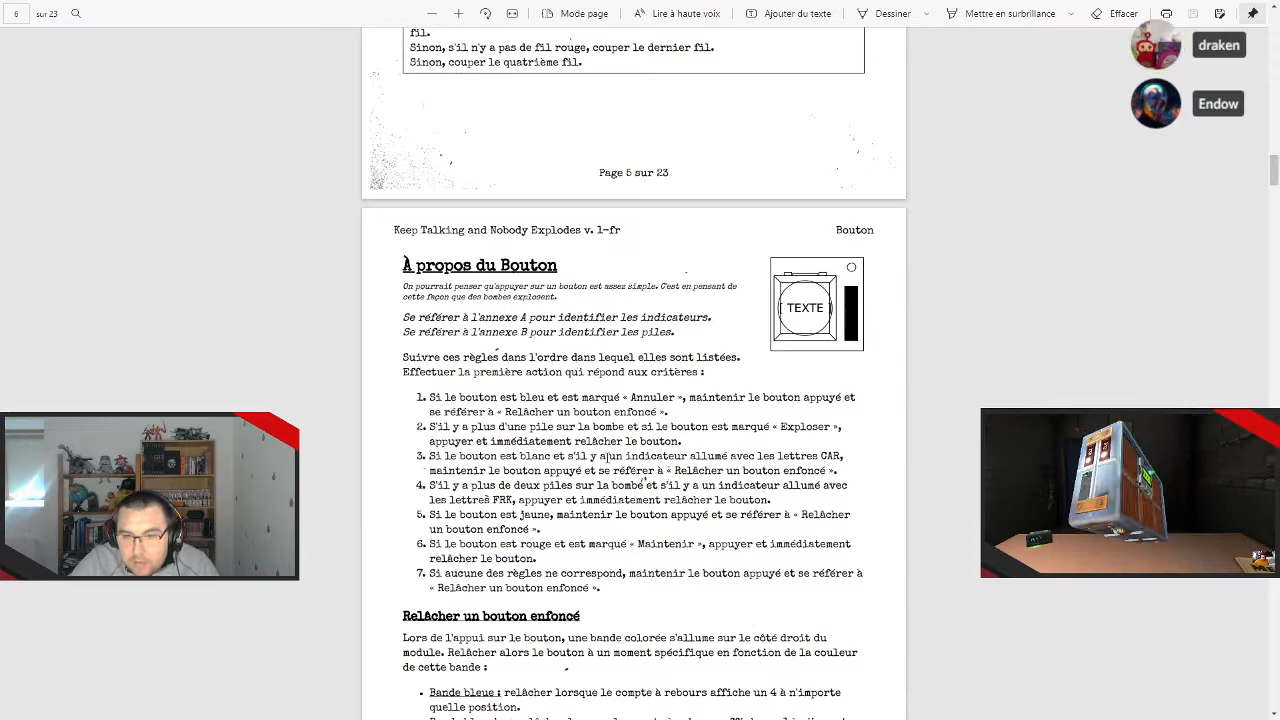 6 sur 23
Mode page
Lire à haute voix
Ajouter du texte
Dessiner
Mettre en surbrillance
Effacer
draken
Endow
fil.
Sinon, s'il n'y a pas de fil rouge, couper le dernier fil.
Sinon, couper le quatrième fil.
Page 5 sur 23
Keep Talking and Nobody Explodes v. 1-fr
Bouton
À propos du Bouton
On pourrait penser qu'appuyer sur un bouton est assez simple. C'est en pensant de
cette façon que des bombes explosent.
TEXTE
Se référer à l'annexe A pour identifier les indicateurs.
Se référer à l'annexe B pour identifier les piles.
Suivre ces règles dans l'ordre dans lequel elles sont listées.
Effectuer la première action qui répond aux critères :
1. Si le bouton est bleu et est marqué « Annuler », maintenir le bouton appuyé et
se référer à « Relâcher un bouton enfoncé ».
2. S'il y a plus d'une pile sur la bombe et si le bouton est marqué « Exploser »,
appuyer et immédiatement relâcher le bouton.
3. Si le bouton est blanc et s'il y a un indicateur allumé avec les lettres CAR,
maintenir le bouton appuyé et se référer à « Relâcher un bouton enfoncé ».
4. S'il y a plus de deux piles sur la bombe et s'il y a un indicateur allumé avec
les lettres FRK, appuyer et immédiatement relâcher le bouton.
5. Si le bouton est jaune, maintenir le bouton appuyé et se référer à « Relâcher
un bouton enfoncé ».
6. Si le bouton est rouge et est marqué « Maintenir », appuyer et immédiatement
relâcher le bouton.
7. Si aucune des règles ne correspond, maintenir le bouton appuyé et se référer à
« Relâcher un bouton enfoncé ».
Relâcher un bouton enfoncé
Lors de l'appui sur le bouton, une bande colorée s'allume sur le côté droit du
module. Relâcher alors le bouton à un moment spécifique en fonction de la couleur
de cette bande :
• Bande bleue : relâcher lorsque le compte à rebours affiche un 4 à n'importe
quelle position.